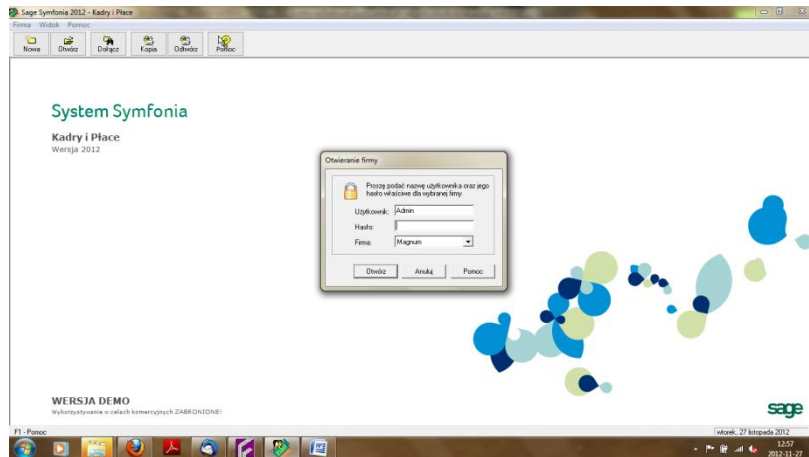 Sage Symfonia 2012 - Kadry i Płace
Firma Widok Pomoc
Nowa Otwórz Dołącz Kopia Odtwórz Pomoc
System Symfonia
Kadry i Płace
Wersja 2012
Otwieranie firmy
Proszę podać nazwę użytkownika oraz jego
hasło właściwe dla wybranej firmy
Użytkownik: Admin
Hasło:
Firma: Magnum
Otwórz Anuluj Pomoc
WERSJA DEMO
Wykorzystywanie w celach komercyjnych ZABRONIONE!
sage
F1 - Pomoc
wtorek, 27 listopada 2012
12:57
2012-11-27